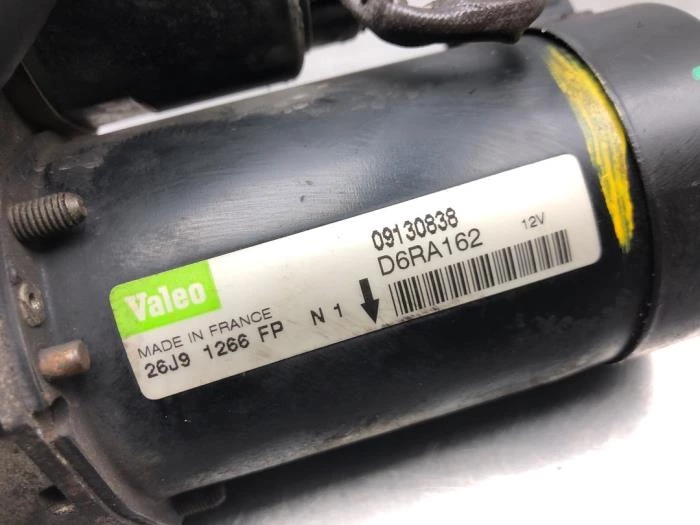 09130838
D6RA162 12V
Valeo
MADE IN FRANCE
26J9 1266 FP N 1